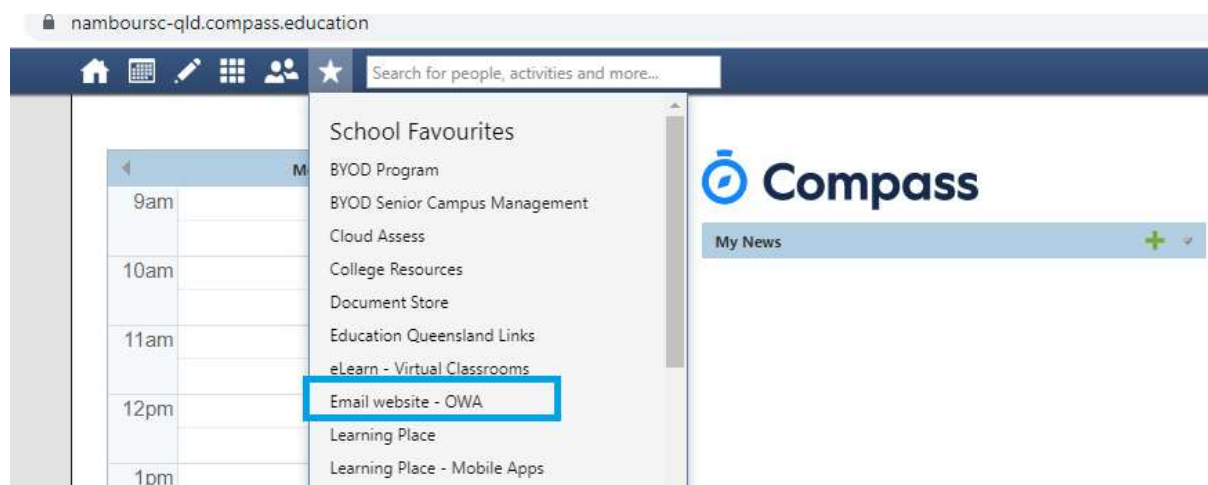 namboursc-qld.compass.education
Search for people, activities and more...
M
9am
10am
11am
12pm
1pm
School Favourites
BYOD Program
BYOD Senior Campus Management
Cloud Assess
College Resources
Document Store
Education Queensland Links
eLearn - Virtual Classrooms
Email website - OWA
Learning Place
Learning Place - Mobile Apps
Compass
My News